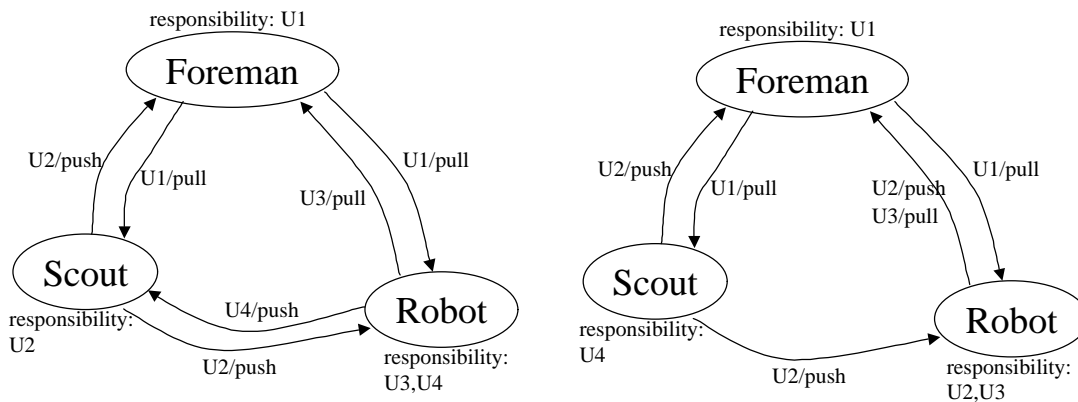 responsibility: U1
Foreman
U2/push
U1/pull
U1/pull
U3/pull
Scout
responsibility:
U2
U4/push
U2/push
Robot
responsibility:
U3,U4
responsibility: U1
Foreman
U2/push
U1/pull
U1/pull
U2/push
U3/pull
Scout
responsibility:
U4
U2/push
Robot
responsibility:
U2,U3